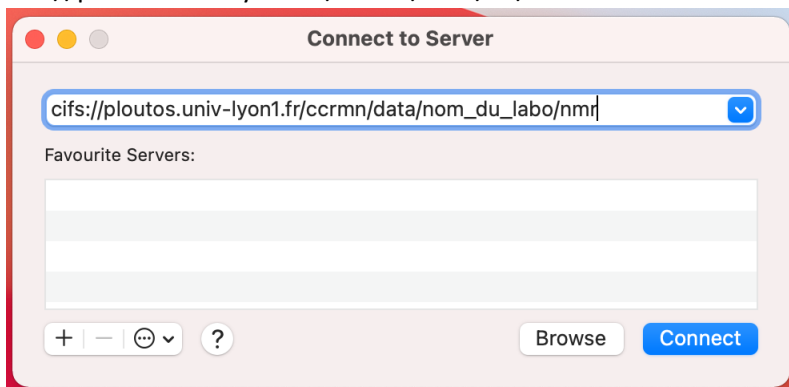 Connect to Server
cifs://ploutos.univ-lyon1.fr/ccrmn/data/nom_du_labo/nmr
Favourite Servers:
+ − ?
Browse Connect